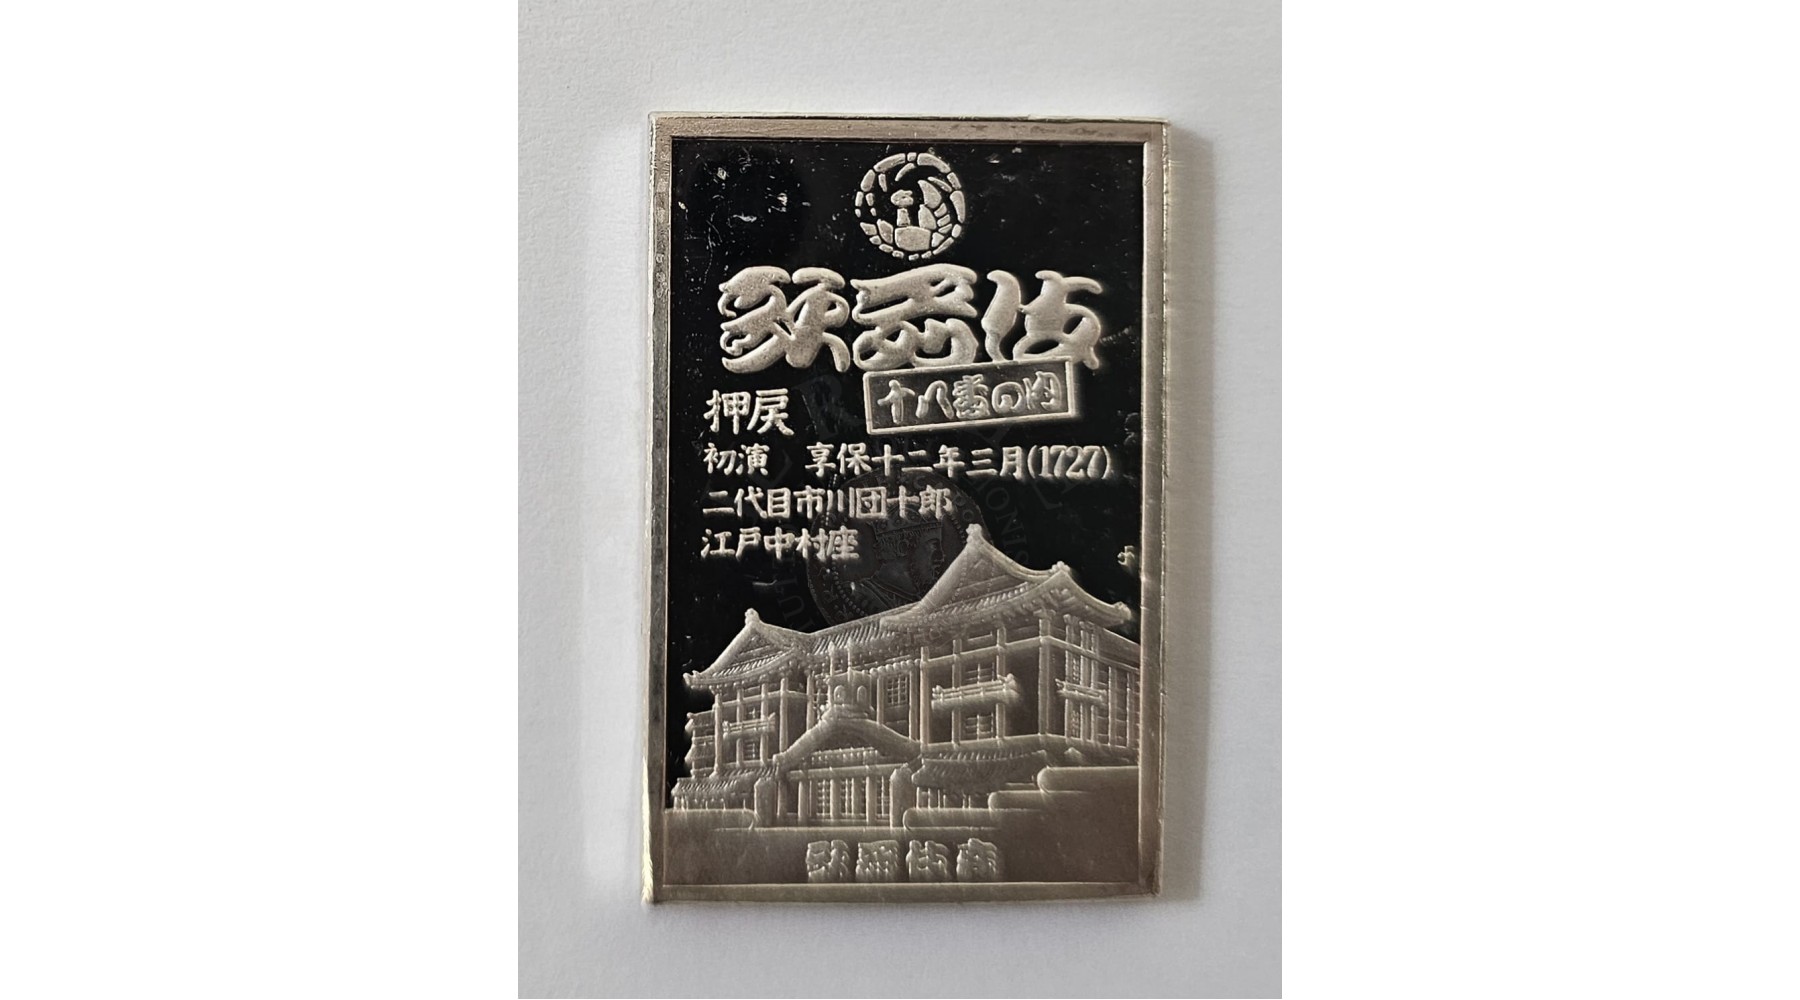 歌舞伎
十八番の内
押戻
初演 享保十二年三月(1727)
二代目市川団十郎
江戸中村座
歌舞伎座